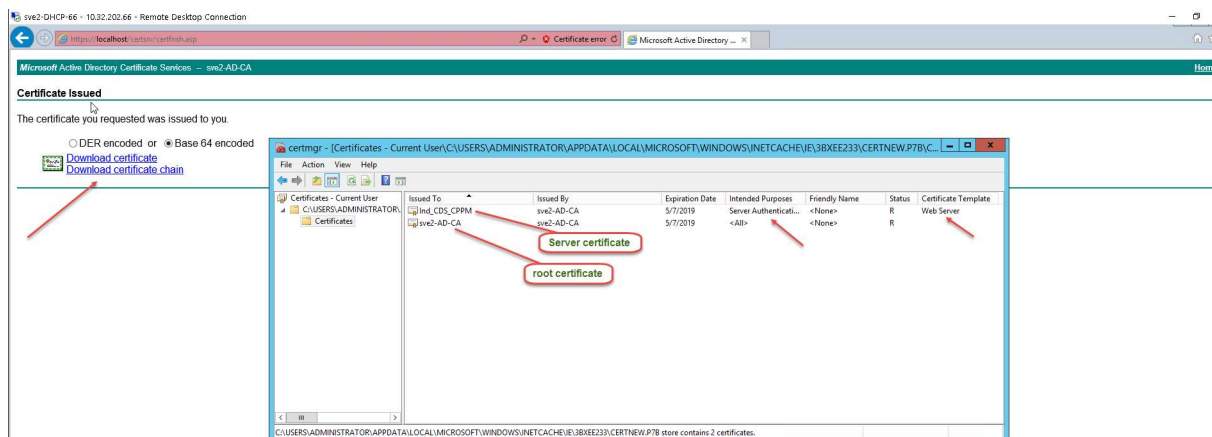 sve2-DHCP-66 - 10.32.202.66 - Remote Desktop Connection
https://localhost/certsrv/certfnsh.asp
Certificate error
Microsoft Active Directory ...
Microsoft Active Directory Certificate Services -- sve2-AD-CA
Hom
Certificate Issued
The certificate you requested was issued to you.
DER encoded or Base 64 encoded
Download certificate
Download certificate chain
certmgr - [Certificates - Current User\C:\USERS\ADMINISTRATOR\APPDATA\LOCAL\MICROSOFT\WINDOWS\INETCACHE\IE\3BXEE233\CERTNEW.P7B\C...
File Action View Help
Certificates - Current User
C:\USERS\ADMINISTRATOR\
Certificates
Issued To Issued By Expiration Date Intended Purposes Friendly Name Status Certificate Template
Ind_CDS_CPPM sve2-AD-CA 5/7/2019 Server Authenticati... <None> R Web Server
sve2-AD-CA sve2-AD-CA 5/7/2019 <All> <None> R
Server certificate
root certificate
C:\USERS\ADMINISTRATOR\APPDATA\LOCAL\MICROSOFT\WINDOWS\INETCACHE\IE\3BXEE233\CERTNEW.P7B store contains 2 certificates.